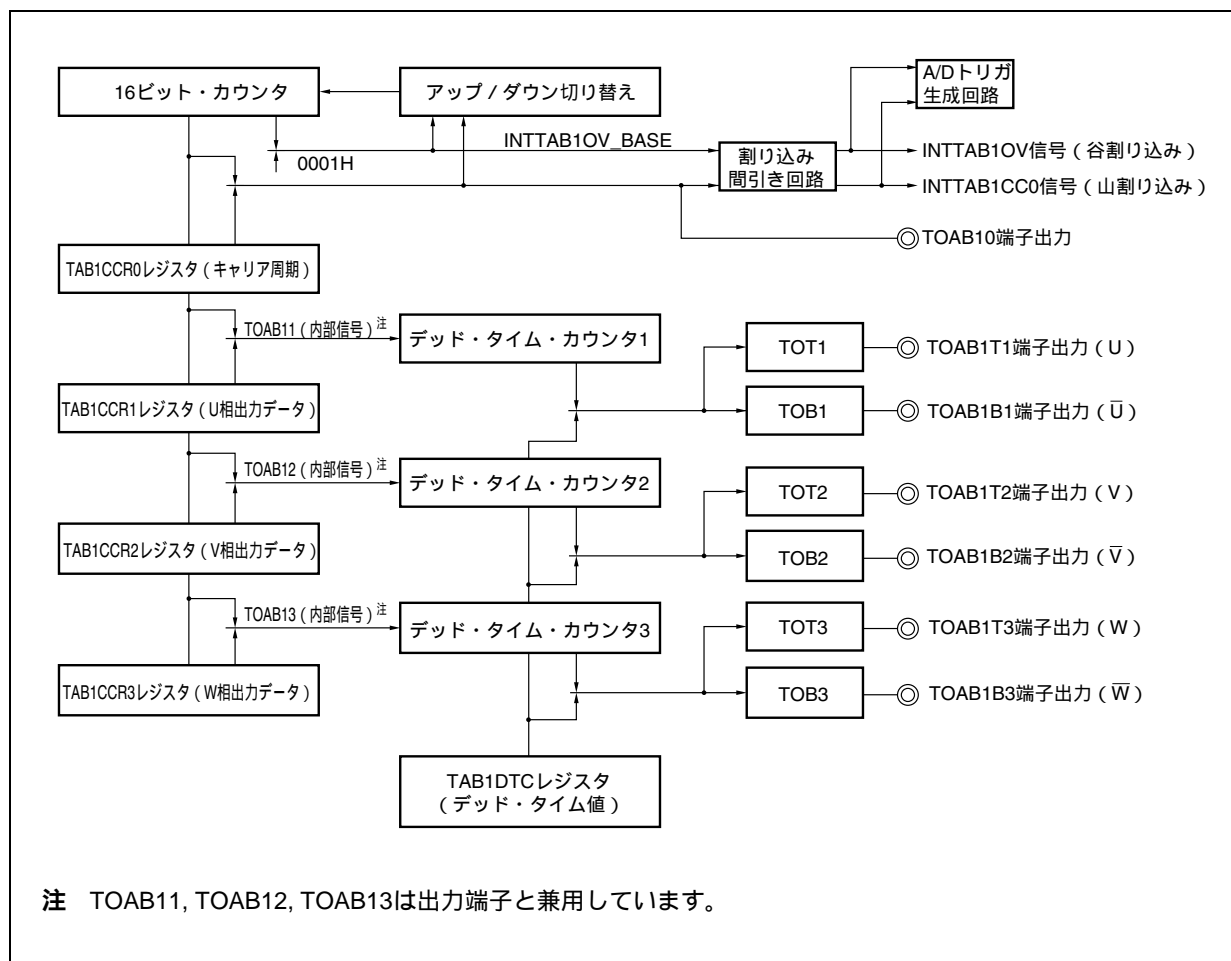 16ビット・カウンタ
アップ／ダウン切り替え
A/Dトリガ
生成回路
0001H
INTTAB1OV_BASE
割り込み
間引き回路
INTTAB1OV信号（谷割り込み）
INTTAB1CC0信号（山割り込み）
TOAB10端子出力
TAB1CCR0レジスタ（キャリア周期）
TOAB11（内部信号）注
デッド・タイム・カウンタ1
TOT1
TOAB1T1端子出力（U）
TAB1CCR1レジスタ（U相出力データ）
TOB1
TOAB1B1端子出力（U̅）
TOAB12（内部信号）注
デッド・タイム・カウンタ2
TOT2
TOAB1T2端子出力（V）
TAB1CCR2レジスタ（V相出力データ）
TOB2
TOAB1B2端子出力（V̅）
TOAB13（内部信号）注
デッド・タイム・カウンタ3
TOT3
TOAB1T3端子出力（W）
TAB1CCR3レジスタ（W相出力データ）
TOB3
TOAB1B3端子出力（W̅）
TAB1DTCレジスタ
（デッド・タイム値）
注 TOAB11, TOAB12, TOAB13は出力端子と兼用しています。